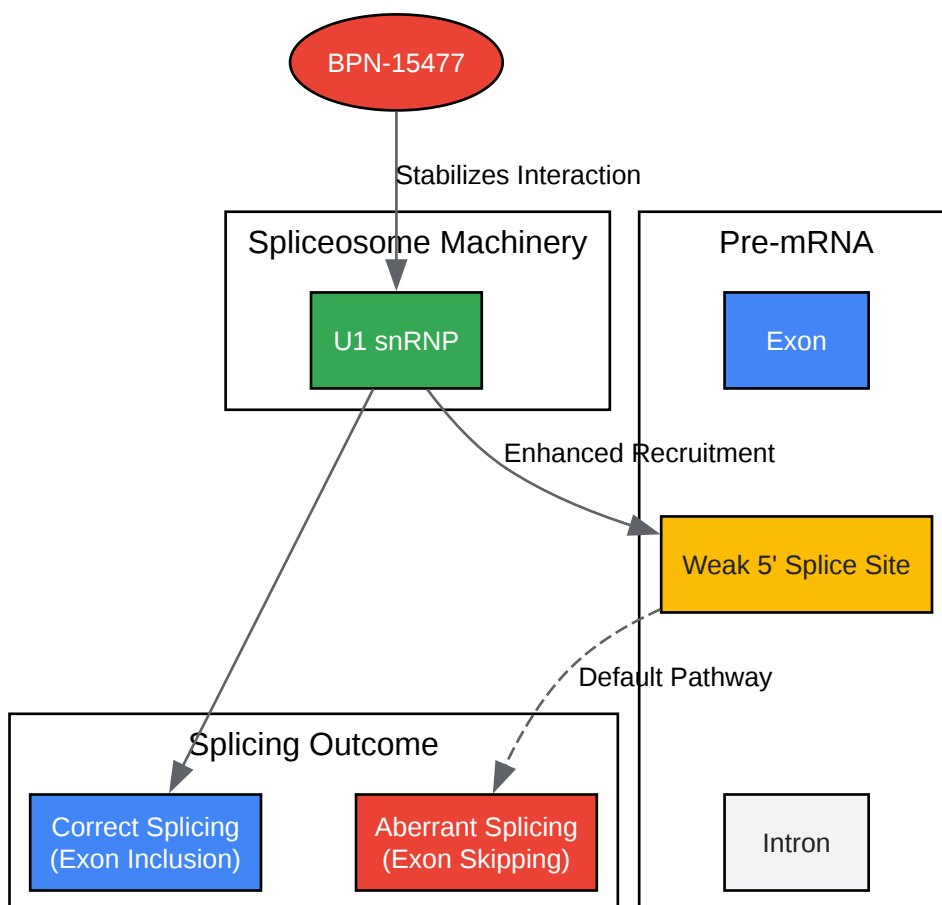 BPN-15477
Stabilizes Interaction
Spliceosome Machinery
Pre-mRNA
U1 snRNP
Exon
Enhanced Recruitment
Weak 5' Splice Site
Default Pathway
Splicing Outcome
Correct Splicing
(Exon Inclusion)
Aberrant Splicing
(Exon Skipping)
Intron